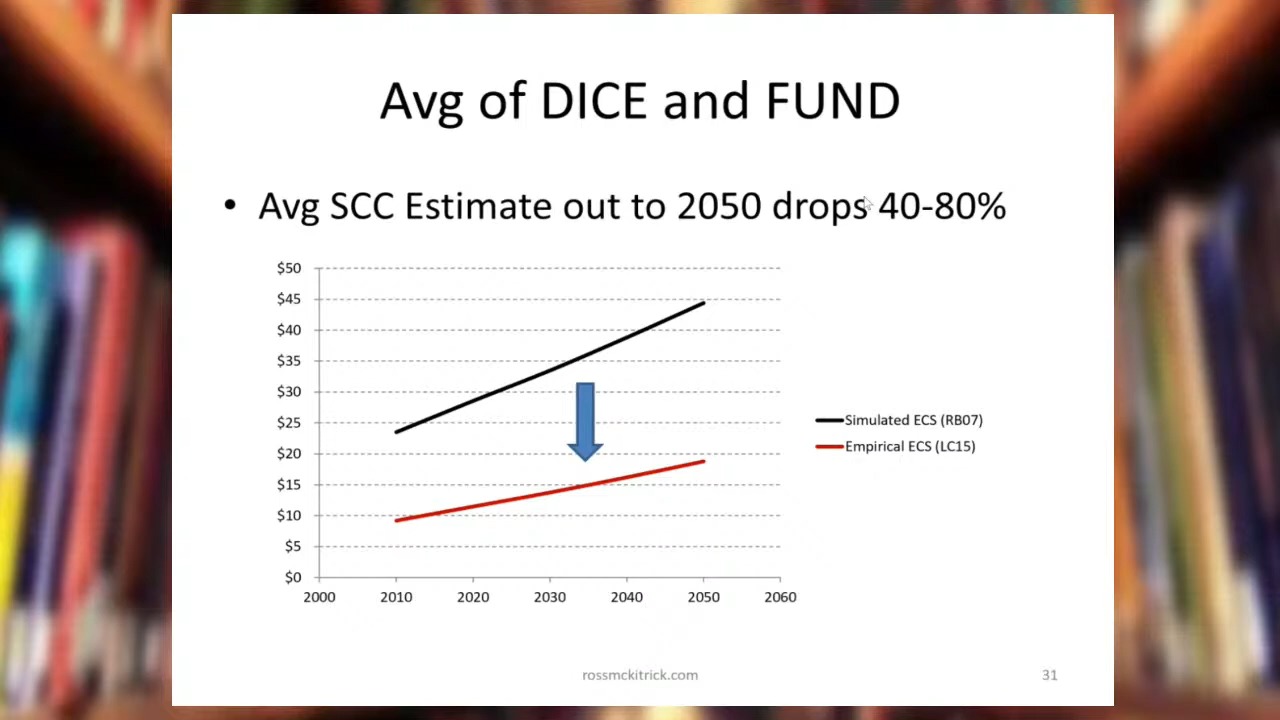 Avg of DICE and FUND
• Avg SCC Estimate out to 2050 drops 40-80%
$50
$45
$40
$35
$30
$25
$20
$15
$10
$5
$0
2000 2010 2020 2030 2040 2050 2060
Simulated ECS (RB07)
Empirical ECS (LC15)
rossmckitrick.com 31